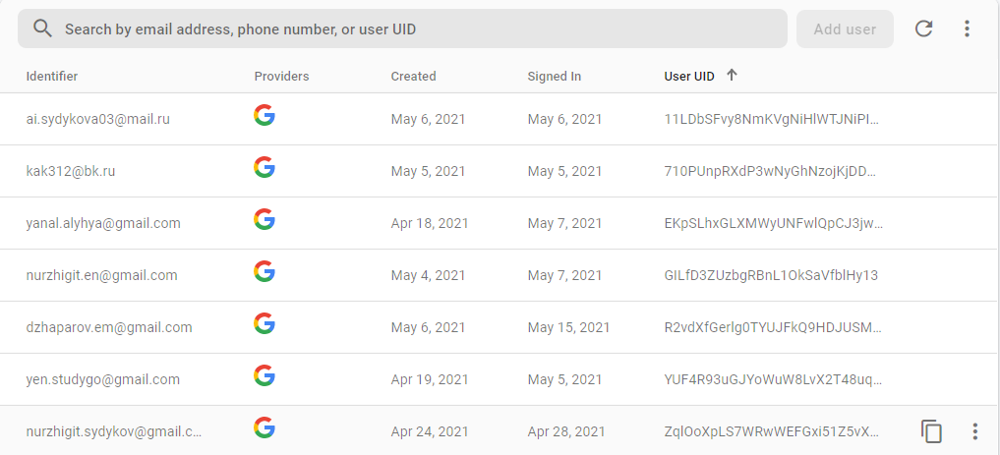 Search by email address, phone number, or user UID Add user
Identifier Providers Created Signed In User UID
ai.sydykova03@mail.ru May 6, 2021 May 6, 2021 11LDbSFvy8NmKVgNiHlWTJNiPI…
kak312@bk.ru May 5, 2021 May 5, 2021 710PUnpRXdP3wNyGhNzojKjDD…
yanal.alyhya@gmail.com Apr 18, 2021 May 7, 2021 EKpSLhxGLXMWyUNFwlQpCJ3jw…
nurzhigit.en@gmail.com May 4, 2021 May 7, 2021 GILfD3ZUzbgRBnL1OkSaVfblHy13
dzhaparov.em@gmail.com May 6, 2021 May 15, 2021 R2vdXfGerlg0TYUJFkQ9HDJUSM…
yen.studygo@gmail.com Apr 19, 2021 May 5, 2021 YUF4R93uGJYoWuW8LvX2T48uq…
nurzhigit.sydykov@gmail.c… Apr 24, 2021 Apr 28, 2021 ZqlOoXpLS7WRwWEFGxi51Z5vX…